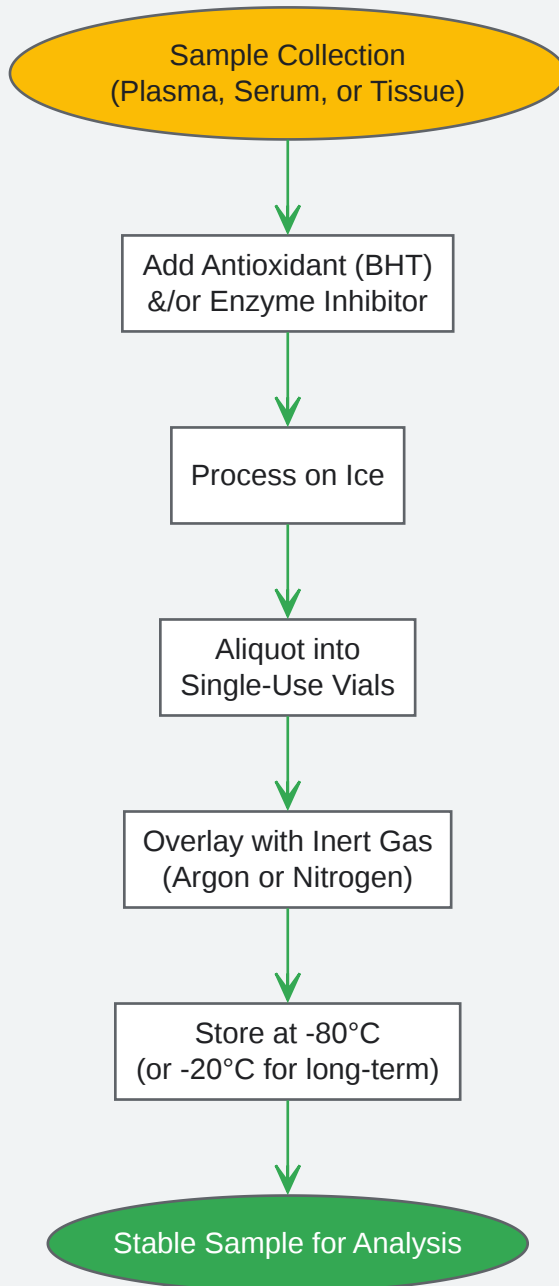 Sample Collection
(Plasma, Serum, or Tissue)
Add Antioxidant (BHT)
&/or Enzyme Inhibitor
Process on Ice
Aliquot into
Single-Use Vials
Overlay with Inert Gas
(Argon or Nitrogen)
Store at -80°C
(or -20°C for long-term)
Stable Sample for Analysis